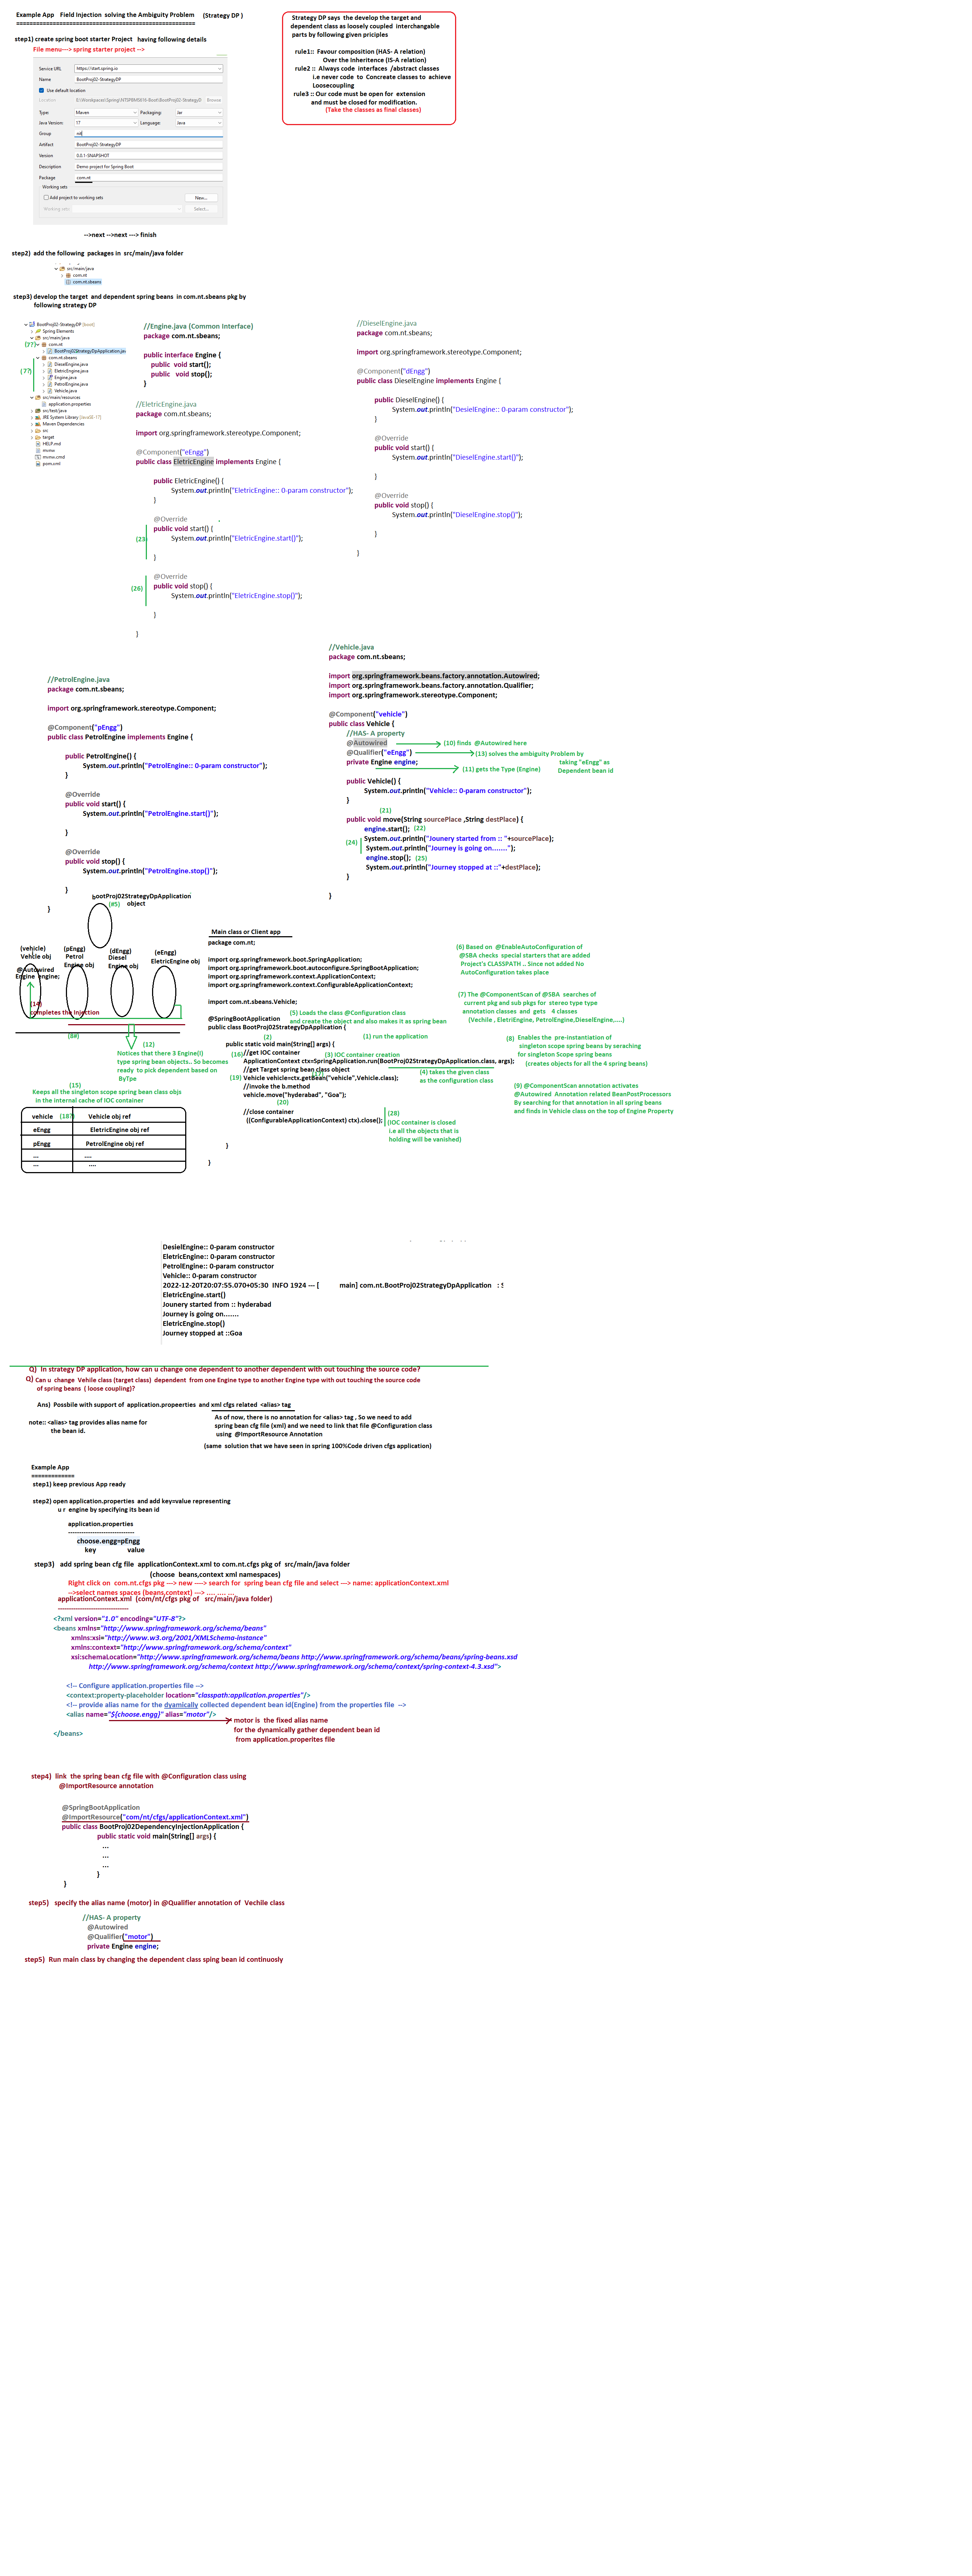 Example App   Field Injection  solving the Ambiguity Problem    (Strategy DP )
====================================================
step1) create spring boot starter Project   having following details
File menu---> spring starter project -->
Service URL https://start.spring.io
Name BootProj02-StrategyDP
Use default location
Location Browse
Type: Maven Packaging: Jar
Java Version: 17 Language: Java
Group nit
Artifact BootProj02-StrategyDP
Version 0.0.1-SNAPSHOT
Description Demo project for Spring Boot
Package com.nt
Working sets
Add project to working sets New...
Working sets: Select...
-->next -->next ---> finish
Strategy DP says  the develop the target and
dependent class as loosely coupled  interchangable
parts by following given priciples
rule1::  Favour composition (HAS- A relation)
Over the Inheritence (IS-A relation)
rule2 ::  Always code  interfaces  /abstract classes
i.e never code  to  Concreate classes to  achieve
Loosecoupling
rule3 :: Our code must be open for  extension
and must be closed for modification.
(Take the classes as final classes)
step2)  add the following  packages in  src/main/java folder
src/main/java
com.nt
com.nt.sbeans
step3) develop the target  and dependent spring beans  in com.nt.sbeans pkg by
following strategy DP
BootProj02-StrategyDP [boot]
Spring Elements
src/main/java
(7?) com.nt
BootProj02StrategyDpApplication.jav
com.nt.sbeans
(7?) DieselEngine.java
EletricEngine.java
Engine.java
PetrolEngine.java
Vehicle.java
src/main/resources
application.properties
src/test/java
JRE System Library [JavaSE-17]
Maven Dependencies
src
target
HELP.md
mvnw
mvnw.cmd
pom.xml
//Engine.java (Common Interface)
package com.nt.sbeans;
public interface Engine {
public  void start();
public   void stop();
}
//EletricEngine.java
package com.nt.sbeans;
import org.springframework.stereotype.Component;
@Component("eEngg")
public class EletricEngine implements Engine {
public EletricEngine() {
System.out.println("EletricEngine:: 0-param constructor");
}
@Override
public void start() {
(23) System.out.println("EletricEngine.start()");
}
@Override
public void stop() {
(26) System.out.println("EletricEngine.stop()");
}
}
//DieselEngine.java
package com.nt.sbeans;
import org.springframework.stereotype.Component;
@Component("dEngg")
public class DieselEngine implements Engine {
public DieselEngine() {
System.out.println("DesielEngine:: 0-param constructor");
}
@Override
public void start() {
System.out.println("DieselEngine.start()");
}
@Override
public void stop() {
System.out.println("DieselEngine.stop()");
}
}
//PetrolEngine.java
package com.nt.sbeans;
import org.springframework.stereotype.Component;
@Component("pEngg")
public class PetrolEngine implements Engine {
public PetrolEngine() {
System.out.println("PetrolEngine:: 0-param constructor");
}
@Override
public void start() {
System.out.println("PetrolEngine.start()");
}
@Override
public void stop() {
System.out.println("PetrolEngine.stop()");
}
}
//Vehicle.java
package com.nt.sbeans;
import org.springframework.beans.factory.annotation.Autowired;
import org.springframework.beans.factory.annotation.Qualifier;
import org.springframework.stereotype.Component;
@Component("vehicle")
public class Vehicle {
//HAS- A property
@Autowired (10) finds  @Autowired here
@Qualifier("eEngg") (13) solves the ambiguity Problem by
private Engine engine; taking "eEngg" as
(11) gets the Type (Engine) Dependent bean id
public Vehicle() {
System.out.println("Vehicle:: 0-param constructor");
}
(21)
public void move(String sourcePlace ,String destPlace) {
engine.start(); (22)
(24) System.out.println("Jounery started from :: "+sourcePlace);
System.out.println("Journey is going on.......");
engine.stop(); (25)
System.out.println("Journey stopped at ::"+destPlace);
}
}
bootProj02StrategyDpApplication
(#5) object
(vehicle)
Vehcle obj
@Autowired
Engine  engine;
(pEngg)
Petrol
Engine obj
(dEngg)
Diesel
Engine obj
(eEngg)
EletricEngine obj
(14)
completes the Injection
(8#)
(12)
Notices that there 3 Engine(I)
type spring bean objects.. So becomes
ready  to pick dependent based on
ByTpe
(15)
Keeps all the singleton scope spring bean class objs
in the internal cache of IOC container
vehicle (18?) Vehicle obj ref
eEngg EletricEngine obj ref
pEngg PetrolEngine obj ref
... ....
... ....
Main class or Client app
package com.nt;
import org.springframework.boot.SpringApplication;
import org.springframework.boot.autoconfigure.SpringBootApplication;
import org.springframework.context.ApplicationContext;
import org.springframework.context.ConfigurableApplicationContext;
import com.nt.sbeans.Vehicle;
@SpringBootApplication (5) Loads the class @Configuration class
and create the object and also makes it as spring bean
public class BootProj02StrategyDpApplication {
(2) (1) run the application
public static void main(String[] args) {
(16) //get IOC container (3) IOC container creation
ApplicationContext ctx=SpringApplication.run(BootProj02StrategyDpApplication.class, args);
//get Target spring bean class object
(17) (4) takes the given class
as the configuration class
(19) Vehicle vehicle=ctx.getBean("vehicle",Vehicle.class);
//invoke the b.method
vehicle.move("hyderabad", "Goa");
(20)
//close container
((ConfigurableApplicationContext) ctx).close();
(28)
(IOC container is closed
i.e all the objects that is
holding will be vanished)
}
}
(6) Based on  @EnableAutoConfiguration of
@SBA checks  special starters that are added
Project's CLASSPATH .. Since not added No
AutoConfiguration takes place
(7) The @ComponentScan of @SBA  searches of
current pkg and sub pkgs for  stereo type type
annotation classes  and  gets    4 classes
(Vechile , EletriEngine, PetrolEngine,DieselEngine,....)
(8)  Enables the  pre-instantiation of
singleton scope spring beans by seraching
for singleton Scope spring beans
(creates objects for all the 4 spring beans)
(9) @ComponentScan annotation activates
@Autowired  Annotation related BeanPostProcessors
By searching for that annotation in all spring beans
and finds in Vehicle class on the top of Engine Property
DesielEngine:: 0-param constructor
EletricEngine:: 0-param constructor
PetrolEngine:: 0-param constructor
Vehicle:: 0-param constructor
2022-12-20T20:07:55.070+05:30  INFO 1924 --- [           main] com.nt.BootProj02StrategyDpApplication   : S
EletricEngine.start()
Jounery started from :: hyderabad
Journey is going on.......
EletricEngine.stop()
Journey stopped at ::Goa
Q)  In strategy DP application, how can u change one dependent to another dependent with out touching the source code?
Q) Can u  change  Vehile class (target class)  dependent  from one Engine type to another Engine type with out touching the source code
of spring beans  ( loose coupling)?
Ans)  Possbile with support of  application.propeerties  and xml cfgs related  <alias> tag
note:: <alias> tag provides alias name for
the bean id.
As of now, there is no annotation for <alias> tag , So we need to add
spring bean cfg file (xml) and we need to link that file @Configuration class
using  @ImportResource Annotation
(same  solution that we have seen in spring 100%Code driven cfgs application)
Example App
=============
step1) keep previous App ready
step2) open application.properties  and add key=value representing
u r  engine by specifying its bean id
application.properties
------------------------------
choose.engg=pEngg
key value
step3)   add spring bean cfg file  applicationContext.xml to com.nt.cfgs pkg of  src/main/java folder
(choose  beans,context xml namespaces)
Right click on  com.nt.cfgs pkg ---> new ----> search for  spring bean cfg file and select ---> name: applicationContext.xml
-->select names spaces (beans,context) ---> .... .... ...
applicationContext.xml  (com/nt/cfgs pkg of   src/main/java folder)
--------------------------------
<?xml version="1.0" encoding="UTF-8"?>
<beans xmlns="http://www.springframework.org/schema/beans"
xmlns:xsi="http://www.w3.org/2001/XMLSchema-instance"
xmlns:context="http://www.springframework.org/schema/context"
xsi:schemaLocation="http://www.springframework.org/schema/beans http://www.springframework.org/schema/beans/spring-beans.xsd
http://www.springframework.org/schema/context http://www.springframework.org/schema/context/spring-context-4.3.xsd">
<!-- Configure application.properties file -->
<context:property-placeholder location="classpath:application.properties"/>
<!-- provide alias name for the dyamically collected dependent bean id(Engine) from the properties file  -->
<alias name="${choose.engg}" alias="motor"/>
motor is  the fixed alias name
for the dynamically gather dependent bean id
from application.properites file
</beans>
step4)  link  the spring bean cfg file with @Configuration class using
@ImportResource annotation
@SpringBootApplication
@ImportResource("com/nt/cfgs/applicationContext.xml")
public class BootProj02DependencyInjectionApplication {
public static void main(String[] args) {
...
...
...
}
}
step5)   specify the alias name (motor) in @Qualifier annotation of  Vechile class
//HAS- A property
@Autowired
@Qualifier("motor")
private Engine engine;
step5)  Run main class by changing the dependent class sping bean id continuosly